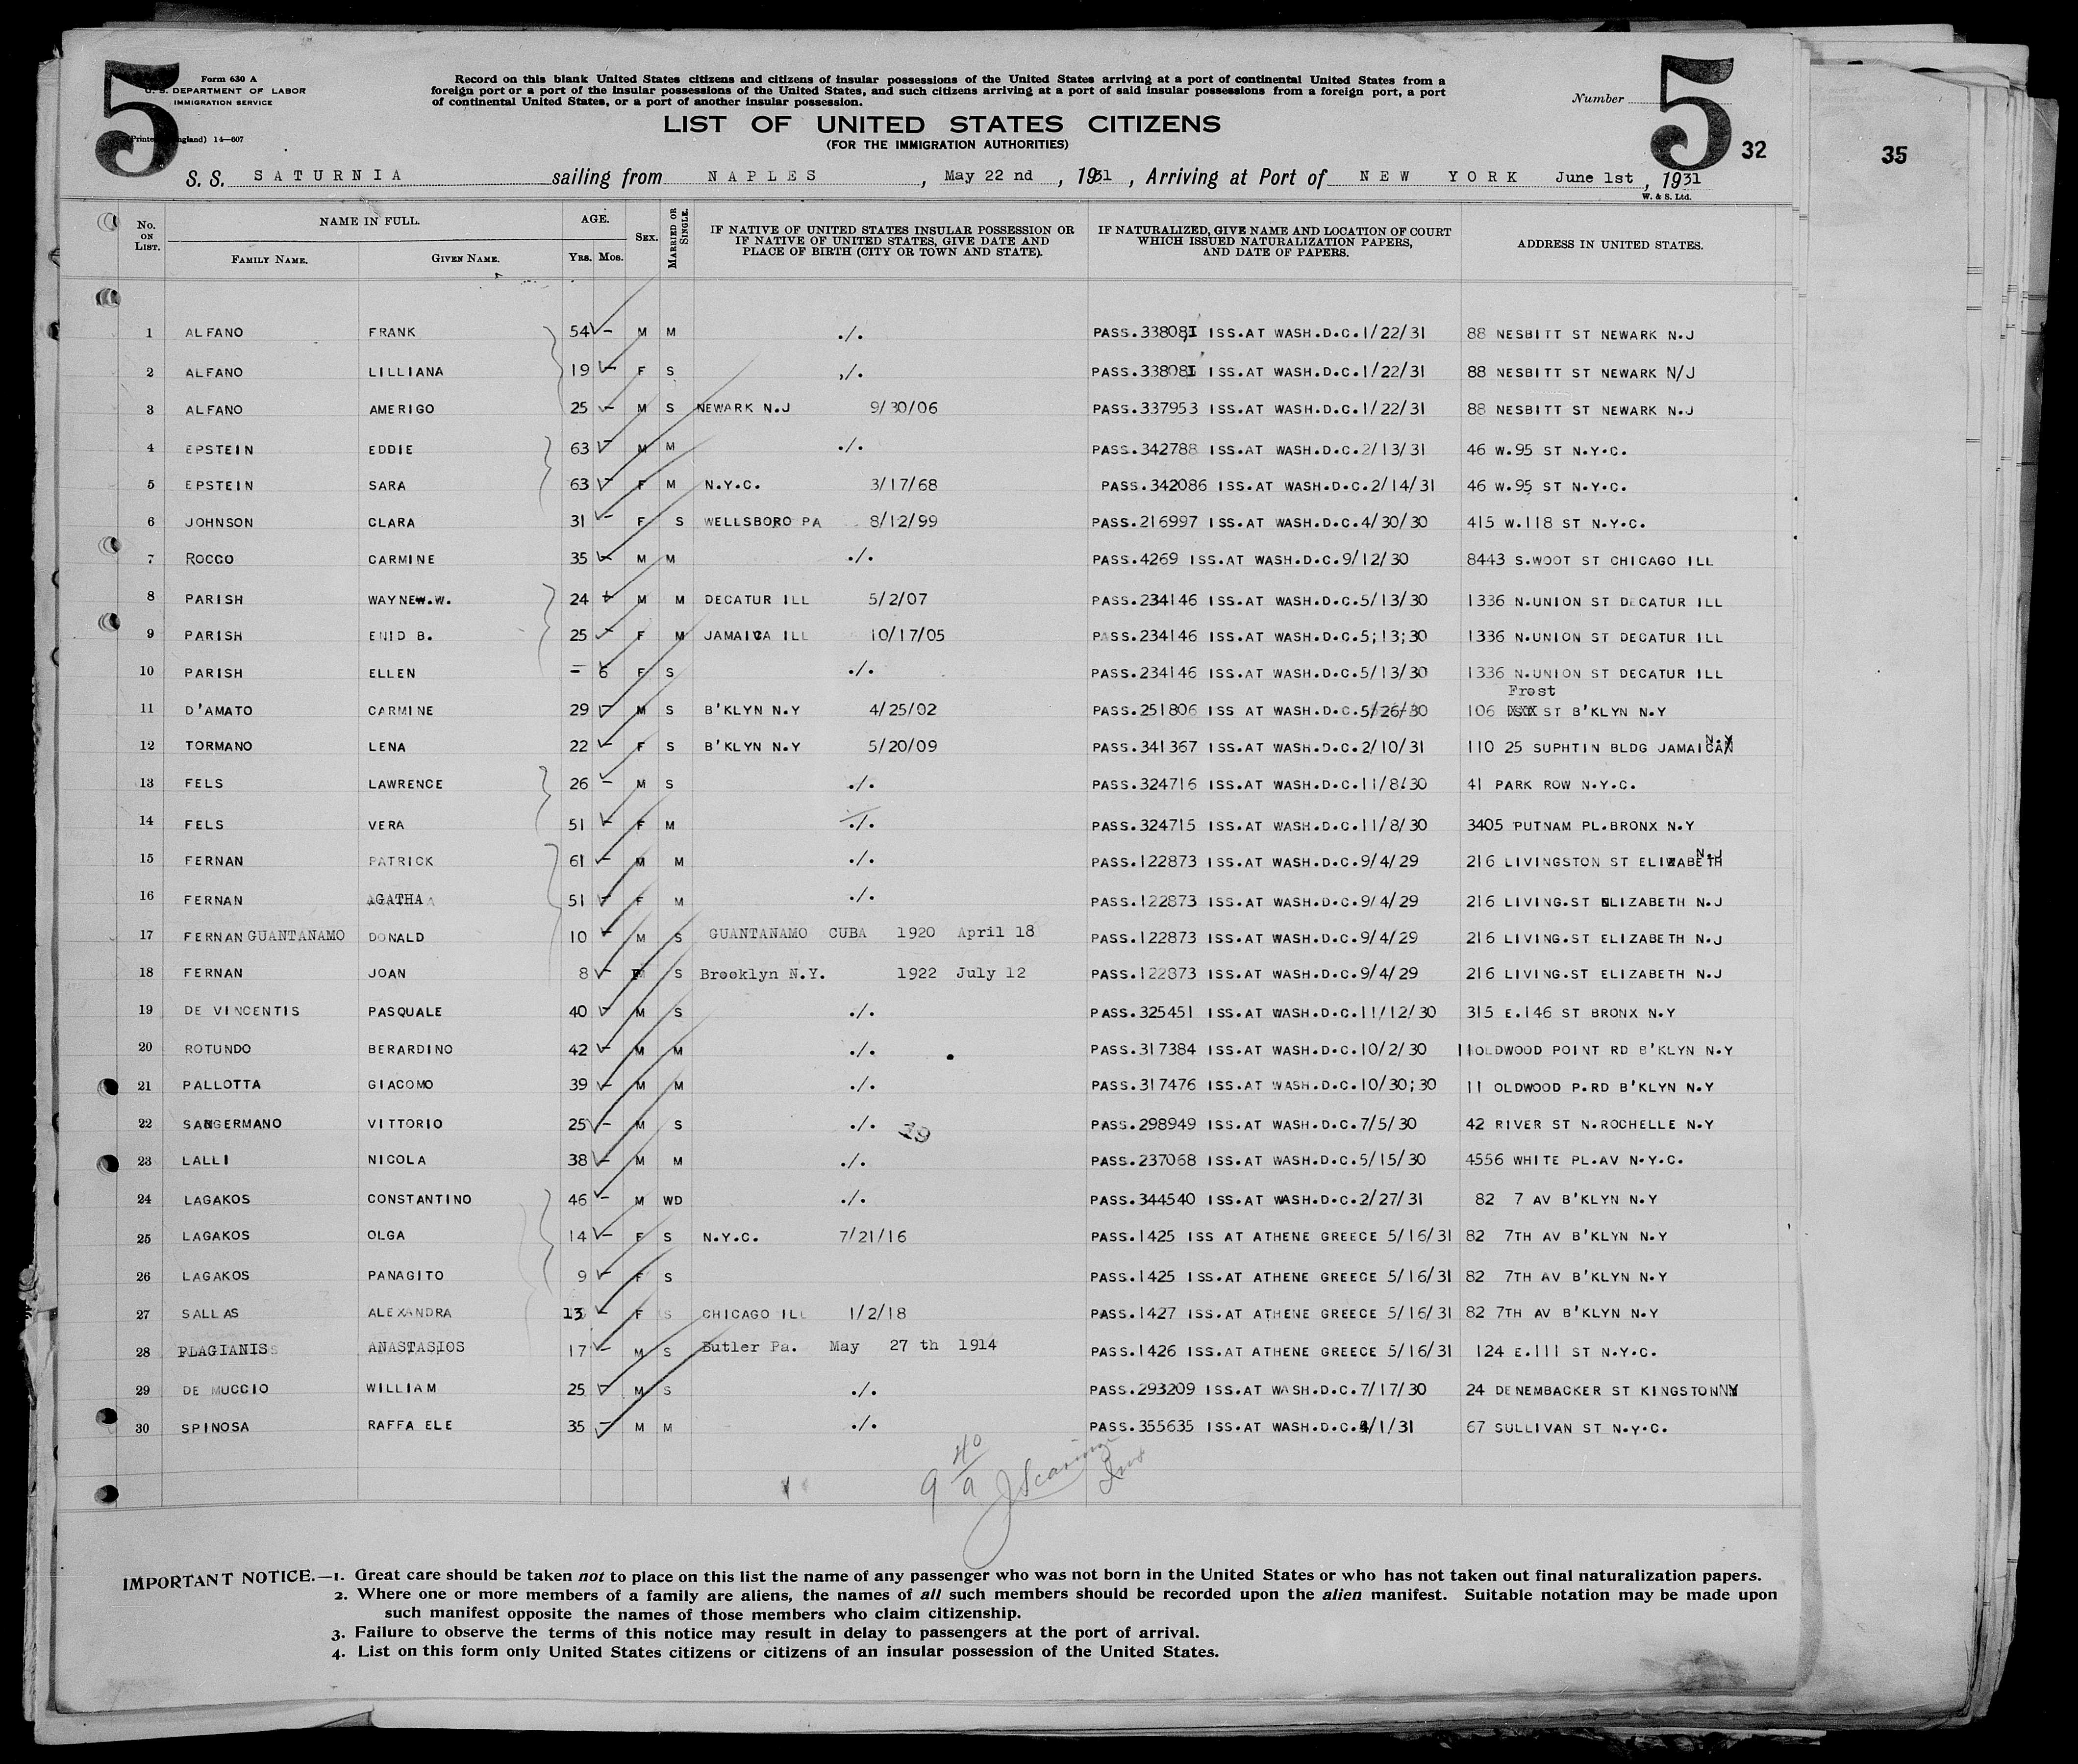 5
Form 630 A
U. S. DEPARTMENT OF LABOR
IMMIGRATION SERVICE
(Printed England) 14—607
Record on this blank United States citizens and citizens of insular possessions of the United States arriving at a port of continental United States from a
foreign port or a port of the insular possessions of the United States, and such citizens arriving at a port of said insular possessions from a foreign port, a port
of continental United States, or a port of another insular possession.
LIST OF UNITED STATES CITIZENS
(FOR THE IMMIGRATION AUTHORITIES)
Number
5
32
35
S. S. SATURNIA sailing from NAPLES, May 22 nd, 1931, Arriving at Port of NEW YORK June 1st, 1931
W. & S. Ltd.
No. ON LIST. NAME IN FULL. FAMILY NAME. GIVEN NAME. AGE. YRS. MOS. SEX. MARRIED OR SINGLE. IF NATIVE OF UNITED STATES INSULAR POSSESSION OR IF NATIVE OF UNITED STATES, GIVE DATE AND PLACE OF BIRTH (CITY OR TOWN AND STATE). IF NATURALIZED, GIVE NAME AND LOCATION OF COURT WHICH ISSUED NATURALIZATION PAPERS, AND DATE OF PAPERS. ADDRESS IN UNITED STATES.
1 ALFANO FRANK 54 - M M ./. PASS.338081 ISS.AT WASH.D.C.1/22/31 88 NESBITT ST NEWARK N.J
2 ALFANO LILLIANA 19 - F S ,/. PASS.338081 ISS.AT WASH.D.C.1/22/31 88 NESBITT ST NEWARK N/J
3 ALFANO AMERIGO 25 - M S NEWARK N.J 9/30/06 PASS.337953 ISS.AT WASH.D.C.1/22/31 88 NESBITT ST NEWARK N.J
4 EPSTEIN EDDIE 63 - M M ./. PASS.342788 ISS.AT WASH.D.C.2/13/31 46 W.95 ST N.Y.C.
5 EPSTEIN SARA 63 - F M N.Y.C. 3/17/68 PASS.342086 ISS.AT WASH.D.C.2/14/31 46 W.95 ST N.Y.C.
6 JOHNSON CLARA 31 - F S WELLSBORO PA 8/12/99 PASS.216997 ISS.AT WASH.D.C.4/30/30 415 W.118 ST N.Y.C.
7 ROCCO CARMINE 35 - M M ./. PASS.4269 ISS.AT WASH.D.C.9/12/30 8443 S.WOOT ST CHICAGO ILL
8 PARISH WAYNEW.W. 24 - M M DECATUR ILL 5/2/07 PASS.234146 ISS.AT WASH.D.C.5/13/30 1336 N.UNION ST DECATUR ILL
9 PARISH ENID B. 25 - F M JAMAICA ILL 10/17/05 PASS.234146 ISS.AT WASH.D.C.5;13;30 1336 N.UNION ST DECATUR ILL
10 PARISH ELLEN - 6 F S ./. PASS.234146 ISS.AT WASH.D.C.5/13/30 1336 N.UNION ST DECATUR ILL
Frost
11 D'AMATO CARMINE 29 - M S B'KLYN N.Y 4/25/02 PASS.251806 ISS AT WASH.D.C.5/26/30 106 XXX ST B'KLYN N.Y
12 TORMANO LENA 22 - F S B'KLYN N.Y 5/20/09 PASS.341367 ISS.AT WASH.D.C.2/10/31 110 25 SUPHTIN BLDG JAMAICA N.Y
13 FELS LAWRENCE 26 - M S ./. PASS.324716 ISS.AT WASH.D.C.11/8.30 41 PARK ROW N.Y.C.
14 FELS VERA 51 - F M ./. PASS.324715 ISS.AT WASH.D.C.11/8/30 3405 PUTNAM PL.BRONX N.Y
15 FERNAN PATRICK 61 - M M ./. PASS.122873 ISS.AT WASH.D.C.9/4/29 216 LIVINGSTON ST ELIZABETH N.J
16 FERNAN AGATHA 51 - F M ./. PASS.122873 ISS.AT WASH.D.C.9/4/29 216 LIVING.ST ELIZABETH N.J
17 FERNAN GUANTANAMO DONALD 10 - M S GUANTANAMO CUBA 1920 April 18 PASS.122873 ISS.AT WASH.D.C.9/4/29 216 LIVING.ST ELIZABETH N.J
18 FERNAN JOAN 8 - F S Brooklyn N.Y. 1922 July 12 PASS.122873 ISS.AT WASH.D.C.9/4/29 216 LIVING.ST ELIZABETH N.J
19 DE VINCENTIS PASQUALE 40 - M S ./. PASS.325451 ISS.AT WASH.D.C.11/12/30 315 E.146 ST BRONX N.Y
20 ROTUNDO BERARDINO 42 - M M ./. PASS.317384 ISS.AT WASH.D.C.10/2/30 11OLDWOOD POINT RD B'KLYN N.Y
21 PALLOTTA GIACOMO 39 - M M ./. PASS.317476 ISS.AT WASH.D.C.10/30;30 11 OLDWOOD P.RD B'KLYN N.Y
22 SANGERMANO VITTORIO 25 - M S ./. 19 PASS.298949 ISS.AT WASH.D.C.7/5/30 42 RIVER ST N.ROCHELLE N.Y
23 LALLI NICOLA 38 - M M ./. PASS.237068 ISS.AT WASH.D.C.5/15/30 4556 WHITE PL.AV N.Y.C.
24 LAGAKOS CONSTANTINO 46 - M WD ./. PASS.344540 ISS.AT WASH.D.C.2/27/31 82 7 AV B'KLYN N.Y
25 LAGAKOS OLGA 14 - F S N.Y.C. 7/21/16 PASS.1425 ISS AT ATHENE GREECE 5/16/31 82 7TH AV B'KLYN N.Y
26 LAGAKOS PANAGITO 9 - F S PASS.1425 ISS.AT ATHENE GREECE 5/16/31 82 7TH AV B'KLYN N.Y
27 SALLAS ALEXANDRA 13 - F S CHICAGO ILL 1/2/18 PASS.1427 ISS.AT ATHENE GREECE 5/16/31 82 7TH AV B'KLYN N.Y
28 PLAGIANIS ANASTASIOS 17 - M S Butler Pa. May 27 th 1914 PASS.1426 ISS.AT ATHENE GREECE 5/16/31 124 E.111 ST N.Y.C.
29 DE MUCCIO WILLIAM 25 - M S ./. PASS.293209 ISS.AT WASH.D.C.7/17/30 24 DENEMBACKER ST KINGSTON NY
30 SPINOSA RAFFA ELE 35 - M M ./. PASS.355635 ISS.AT WASH.D.C.4/1/31 67 SULLIVAN ST N.Y.C.
IMPORTANT NOTICE.—1. Great care should be taken not to place on this list the name of any passenger who was not born in the United States or who has not taken out final naturalization papers.
2. Where one or more members of a family are aliens, the names of all such members should be recorded upon the alien manifest. Suitable notation may be made upon
such manifest opposite the names of those members who claim citizenship.
3. Failure to observe the terms of this notice may result in delay to passengers at the port of arrival.
4. List on this form only United States citizens or citizens of an insular possession of the United States.